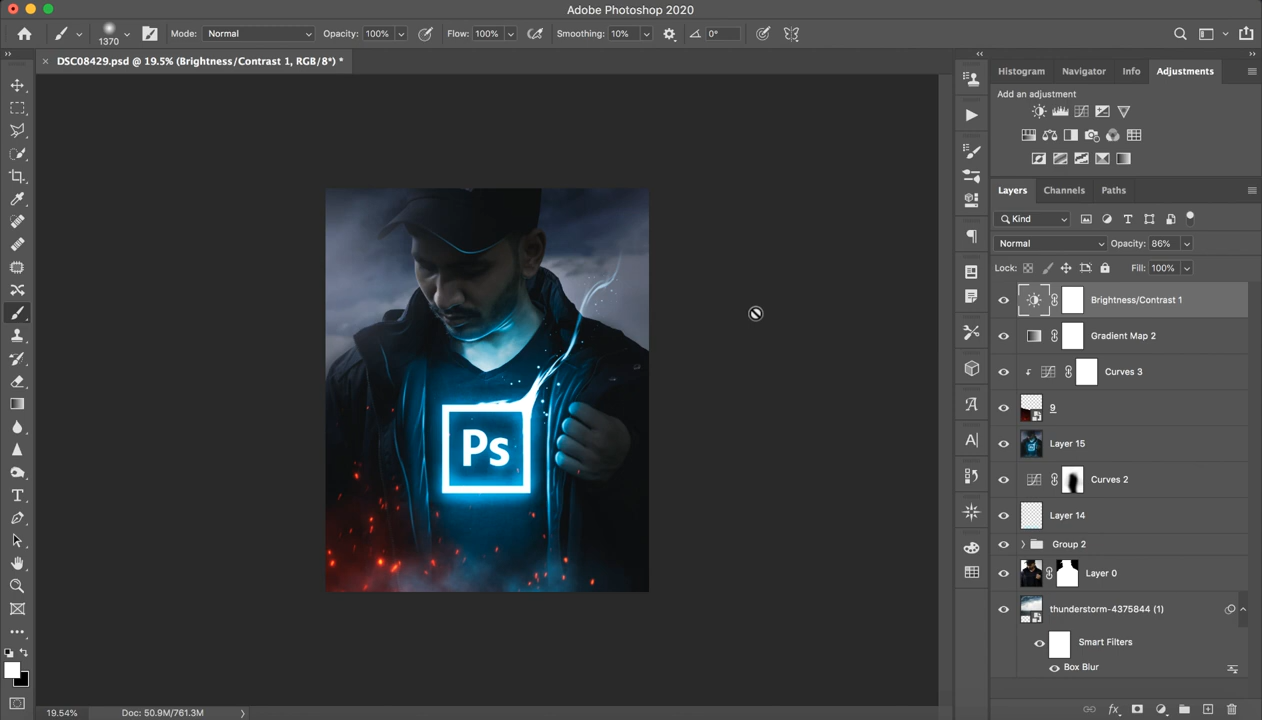 Adobe Photoshop 2020
1370 Mode: Normal Opacity: 100% Flow: 100% Smoothing: 10% 0°
DSC08429.psd @ 19.5% (Brightness/Contrast 1, RGB/8*) *
Histogram Navigator Info Adjustments
Add an adjustment
Layers Channels Paths
Kind
Normal Opacity: 86%
Lock: Fill: 100%
Brightness/Contrast 1
Gradient Map 2
Curves 3
9
Layer 15
Curves 2
Layer 14
Group 2
Layer 0
thunderstorm-4375844 (1)
Smart Filters
Box Blur
Ps
19.54% Doc: 50.9M/761.3M